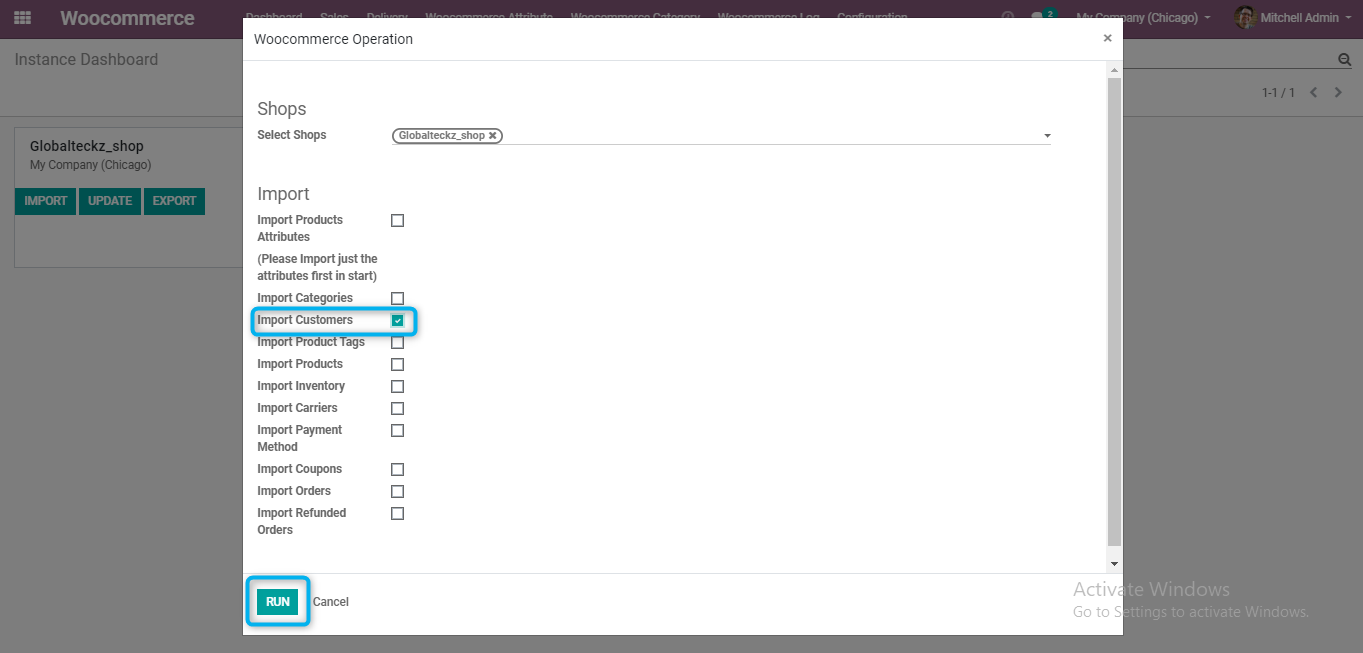 Woocommerce
Dashboard Sales Delivery Woocommerce Attribute Woocommerce Category Woocommerce Log Configuration
2 My Company (Chicago) Mitchell Admin
Woocommerce Operation
Instance Dashboard
1-1 / 1
Globalteckz_shop
My Company (Chicago)
IMPORT UPDATE EXPORT
Shops
Select Shops Globalteckz_shop
Import
Import Products
Attributes
(Please Import just the
attributes first in start)
Import Categories
Import Customers
Import Product Tags
Import Products
Import Inventory
Import Carriers
Import Payment
Method
Import Coupons
Import Orders
Import Refunded
Orders
RUN Cancel
Activate Windows
Go to Settings to activate Windows.